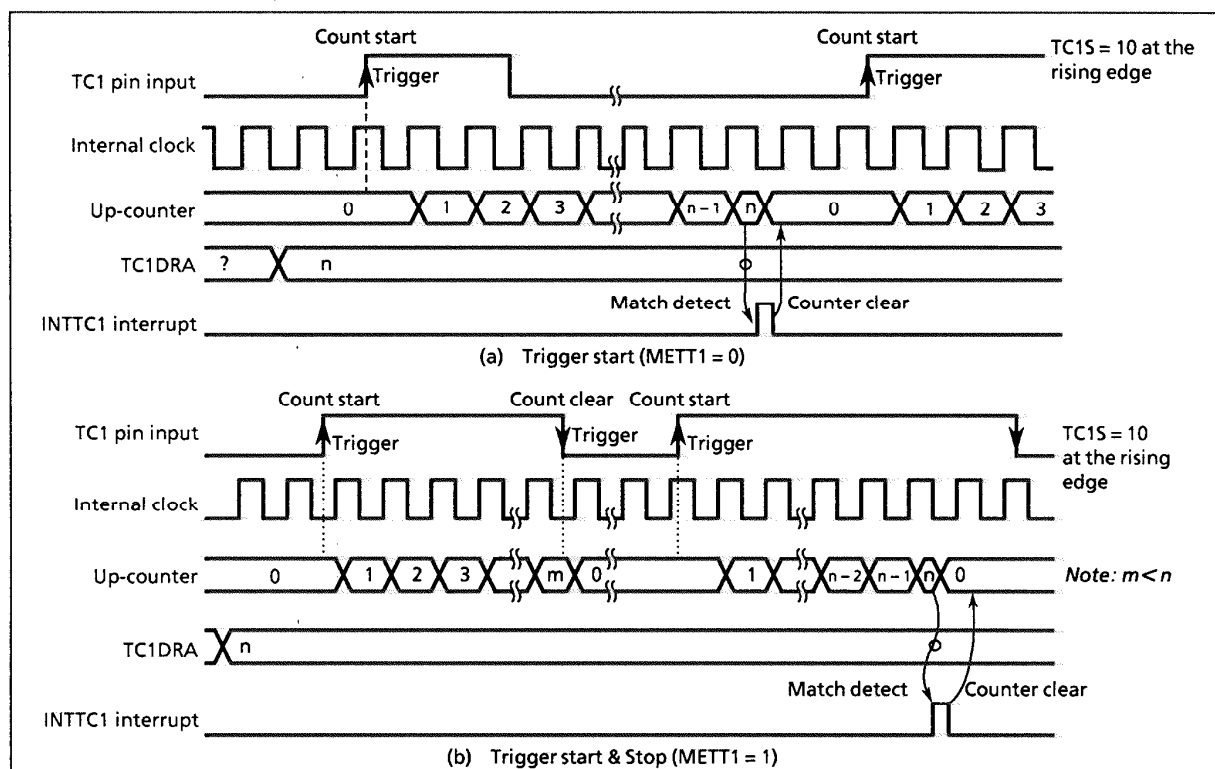 Count start Count start
TC1S = 10 at the
rising edge
TC1 pin input Trigger Trigger
Internal clock
Up-counter 0 1 2 3 n – 1 n 0 1 2 3
TC1DRA ? n
Match detect Counter clear
INTTC1 interrupt
(a) Trigger start (METT1 = 0)
Count start Count clear Count start
TC1 pin input Trigger Trigger Trigger
TC1S = 10
at the rising
edge
Internal clock
Up-counter 0 1 2 3 m 0 1 n – 2 n – 1 n 0 Note: m < n
TC1DRA n
Match detect Counter clear
INTTC1 interrupt
(b) Trigger start & Stop (METT1 = 1)